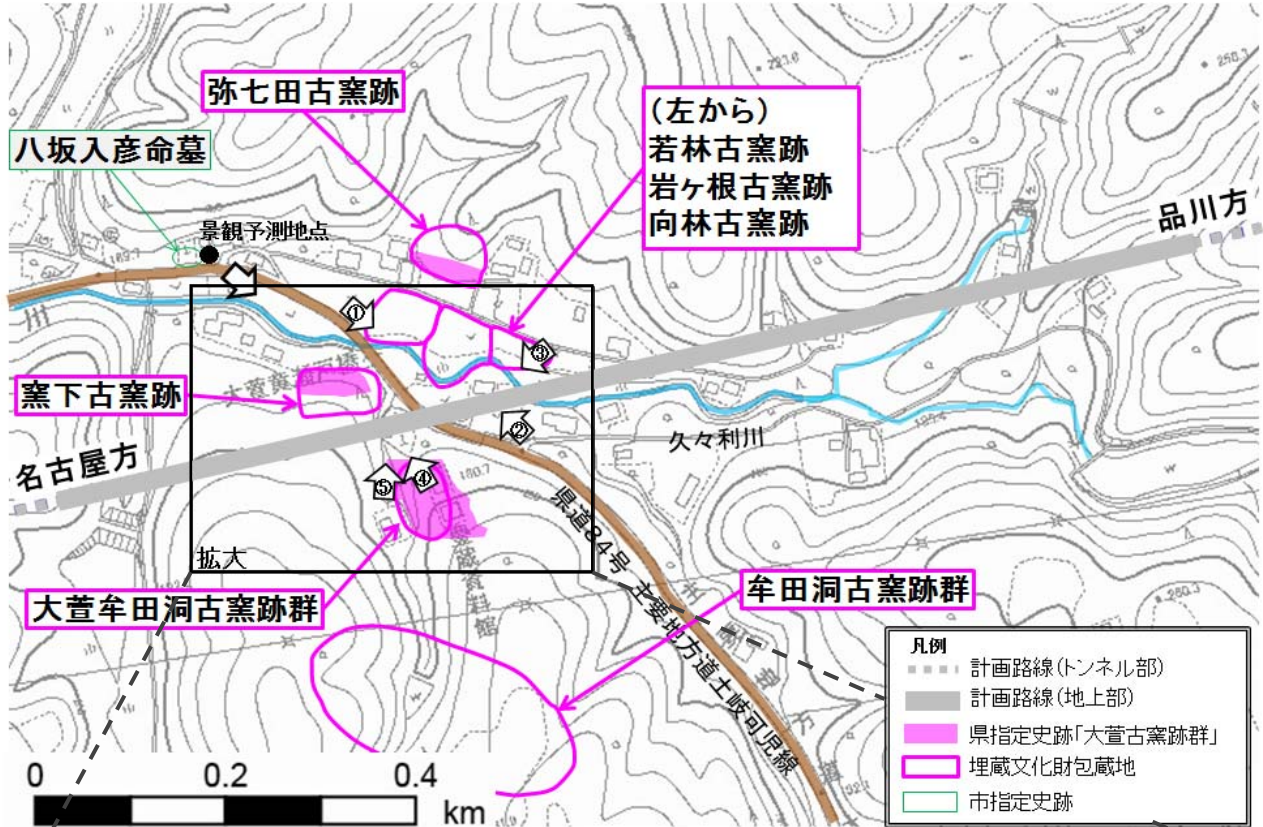 弥七田古窯跡
(左から)
若林古窯跡
岩ヶ根古窯跡
向林古窯跡
八坂入彦命墓
景観予測地点
品川方
①
③
窯下古窯跡
②
久々利川
名古屋方
⑤
④
県道84号 主要地方道土岐可児線
拡大
大萱牟田洞古窯跡群
牟田洞古窯跡群
凡例
計画路線(トンネル部)
計画路線(地上部)
県指定史跡「大萱古窯跡群」
埋蔵文化財包蔵地
市指定史跡
0 0.2 0.4
km